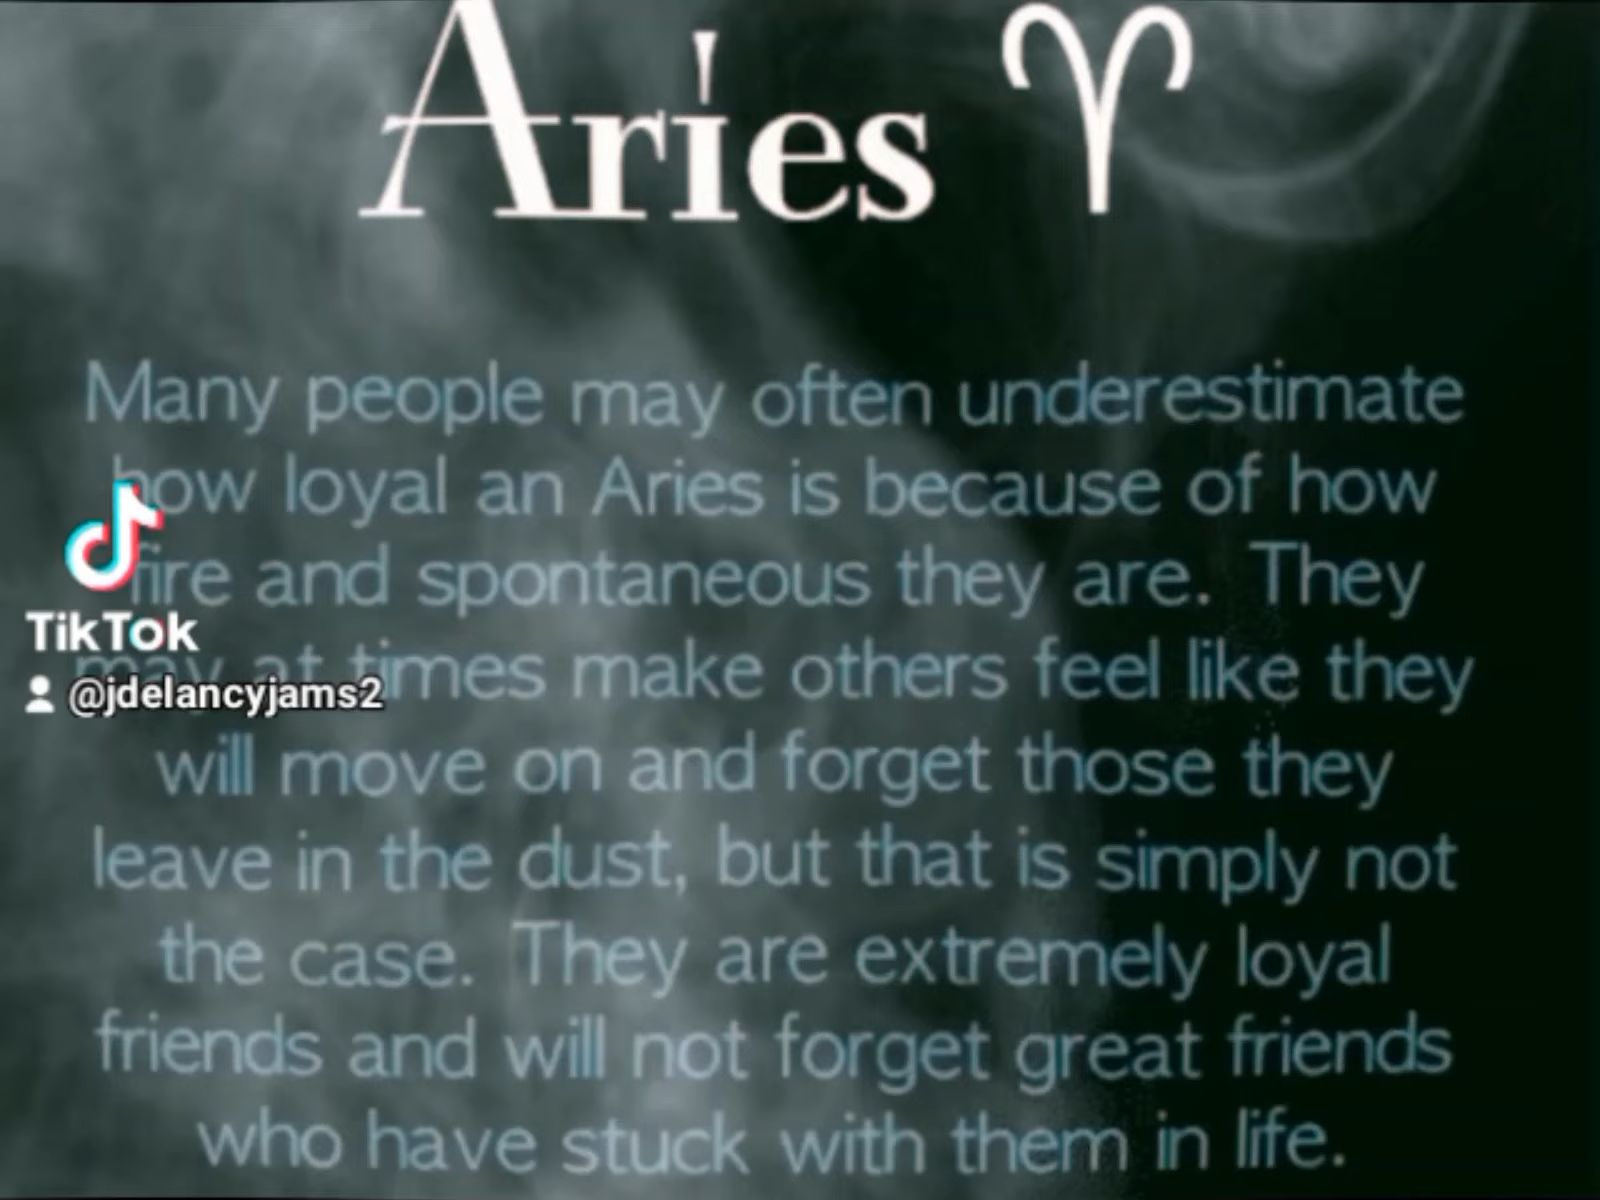 Aries ♈
Many people may often underestimate
how loyal an Aries is because of how
fire and spontaneous they are. They
may at times make others feel like they
will move on and forget those they
leave in the dust, but that is simply not
the case. They are extremely loyal
friends and will not forget great friends
who have stuck with them in life.
TikTok
@jdelancyjams2